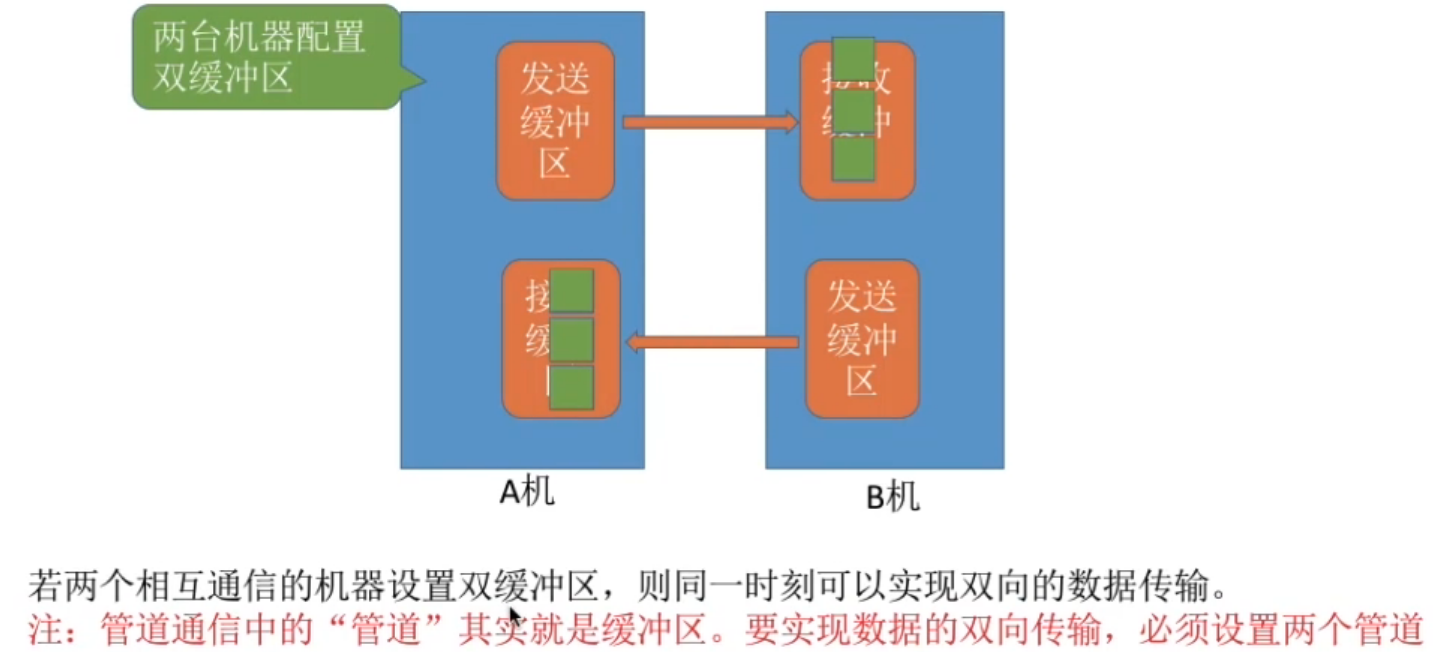 两台机器配置
双缓冲区
发送
缓冲
区
发送
缓冲
区
A机
B机
若两个相互通信的机器设置双缓冲区，则同一时刻可以实现双向的数据传输。
注：管道通信中的“管道”其实就是缓冲区。要实现数据的双向传输，必须设置两个管道